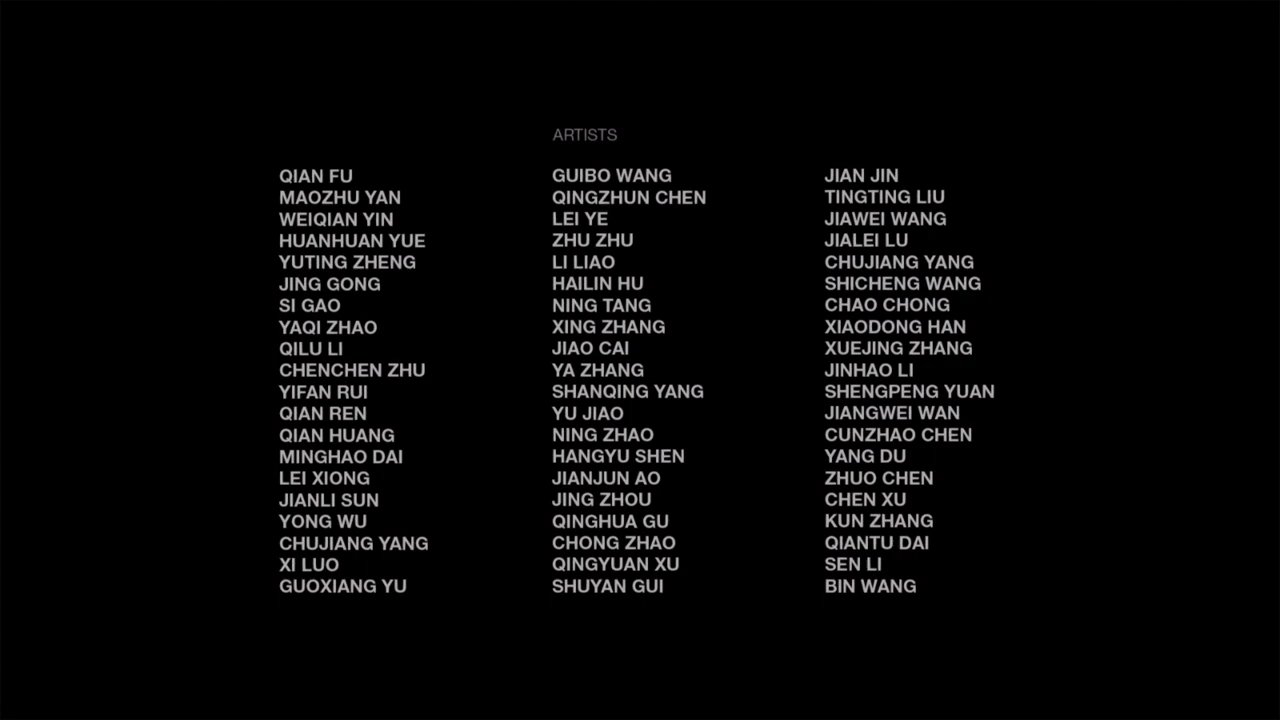 ARTISTS
QIAN FU
MAOZHU YAN
WEIQIAN YIN
HUANHUAN YUE
YUTING ZHENG
JING GONG
SI GAO
YAQI ZHAO
QILU LI
CHENCHEN ZHU
YIFAN RUI
QIAN REN
QIAN HUANG
MINGHAO DAI
LEI XIONG
JIANLI SUN
YONG WU
CHUJIANG YANG
XI LUO
GUOXIANG YU
GUIBO WANG
QINGZHUN CHEN
LEI YE
ZHU ZHU
LI LIAO
HAILIN HU
NING TANG
XING ZHANG
JIAO CAI
YA ZHANG
SHANQING YANG
YU JIAO
NING ZHAO
HANGYU SHEN
JIANJUN AO
JING ZHOU
QINGHUA GU
CHONG ZHAO
QINGYUAN XU
SHUYAN GUI
JIAN JIN
TINGTING LIU
JIAWEI WANG
JIALEI LU
CHUJIANG YANG
SHICHENG WANG
CHAO CHONG
XIAODONG HAN
XUEJING ZHANG
JINHAO LI
SHENGPENG YUAN
JIANGWEI WAN
CUNZHAO CHEN
YANG DU
ZHUO CHEN
CHEN XU
KUN ZHANG
QIANTU DAI
SEN LI
BIN WANG